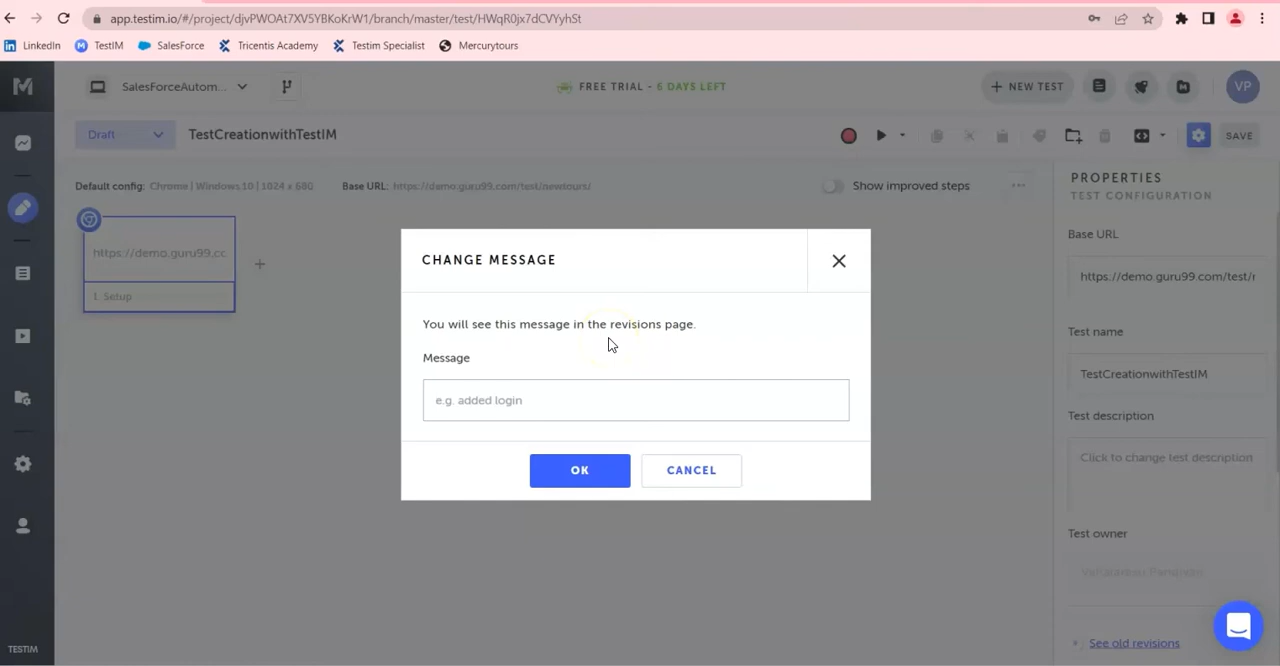 app.testim.io/#/project/djvPWOAt7XV5YBKoKrW1/branch/master/test/HWqR0jx7dCVYyhSt
LinkedIn TestIM SalesForce Tricentis Academy Testim Specialist Mercurytours
SalesForceAutom... FREE TRIAL - 6 DAYS LEFT + NEW TEST VP
Draft TestCreationwithTestIM SAVE
Default config: Chrome | Windows 10 | 1024 x 680 Base URL: https://demo.guru99.com/test/newtours/ Show improved steps ...
PROPERTIES
TEST CONFIGURATION
Base URL
https://demo.guru99.cc
https://demo.guru99.com/test/r
1. Setup
Test name
TestCreationwithTestIM
Test description
Click to change test description
Test owner
See old revisions
CHANGE MESSAGE
You will see this message in the revisions page.
Message
e.g. added login
OK CANCEL
TESTIM